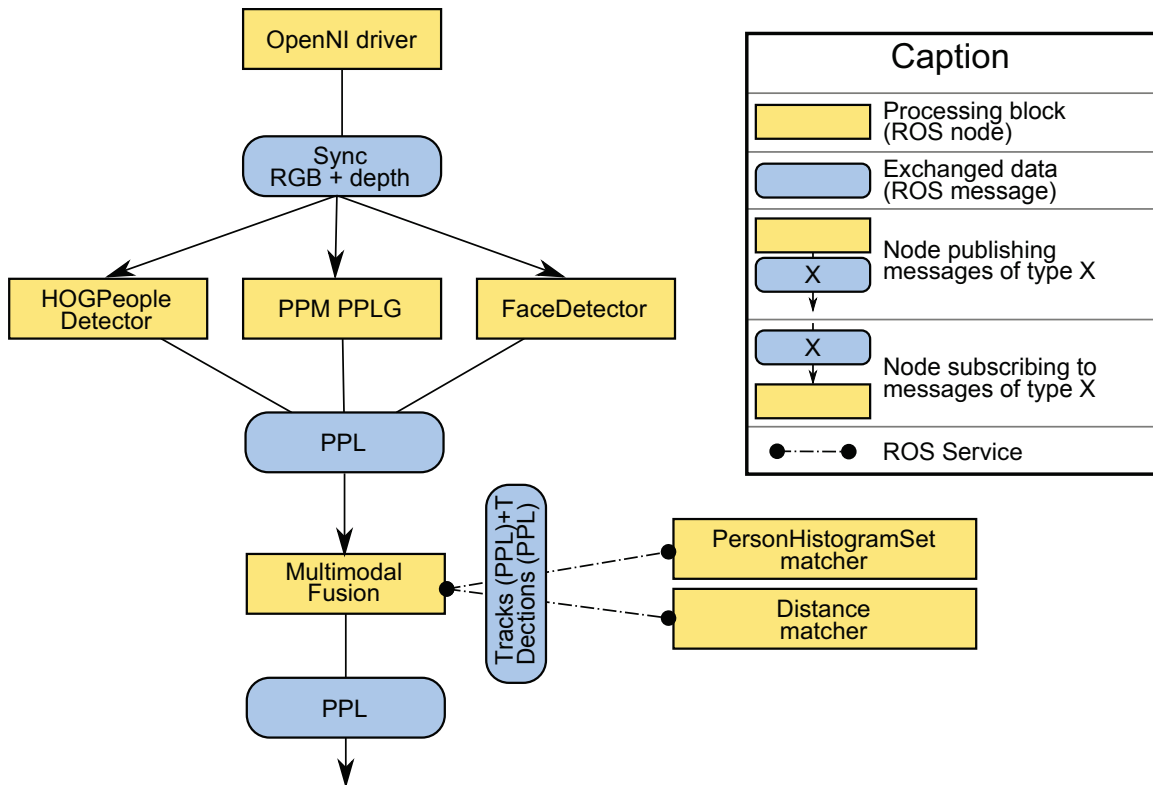 OpenNI driver
Sync
RGB + depth
HOGPeople
Detector
PPM PPLG
FaceDetector
PPL
Multimodal
Fusion
Tracks (PPL)+T
Dections (PPL)
PersonHistogramSet
matcher
Distance
matcher
PPL
Caption
Processing block
(ROS node)
Exchanged data
(ROS message)
X
Node publishing
messages of type X
X
Node subscribing to
messages of type X
ROS Service